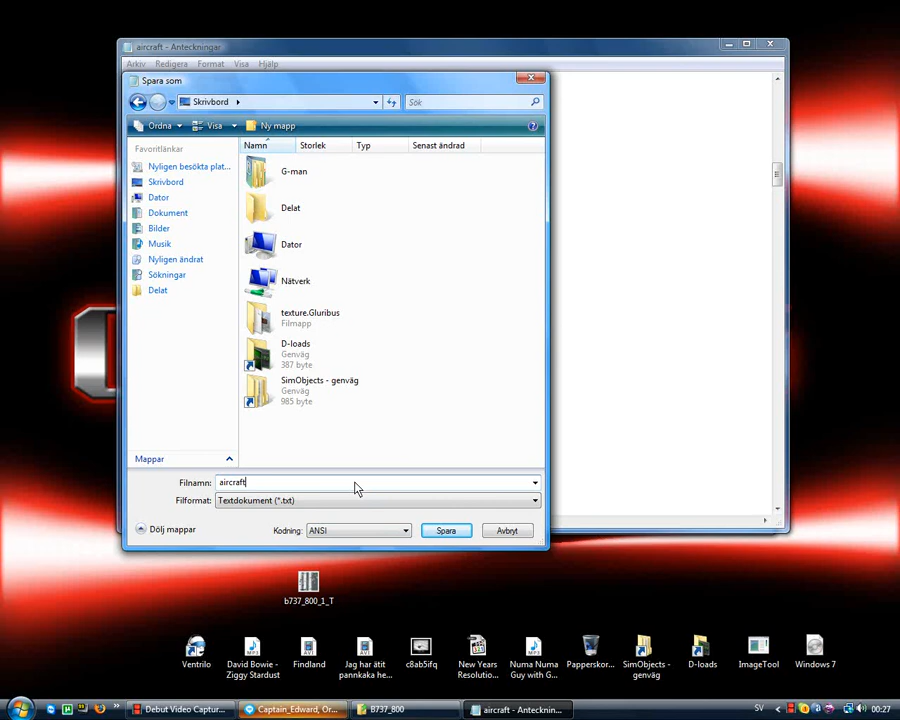 aircraft - Anteckningar
Arkiv Redigera Format Visa Hjälp
Spara som
Skrivbord
Sök
Ordna Visa Ny mapp
Favoritlänkar
Namn Storlek Typ Senast ändrad
Nyligen besökta plat...
Skrivbord
Dator
Dokument
Bilder
Musik
Nyligen ändrat
Sökningar
Delat
Mappar
G-man
Delat
Dator
Nätverk
texture.Gluribus
Filmapp
D-loads
Genväg
387 byte
SimObjects - genväg
Genväg
985 byte
Filnamn: aircraft
Filformat: Textdokument (*.txt)
Dölj mappar
Kodning: ANSI
Spara
Avbryt
b737_800_1_T
Ventrilo
David Bowie - Ziggy Stardust
Findland
Jag har ätit pannkaka he...
c8ab5ifq
New Years Resolutio...
Numa Numa Guy with G...
Papperskor...
SimObjects - genväg
D-loads
ImageTool
Windows 7
Debut Video Captur...
Captain_Edward, Or...
B737_800
aircraft - Antecknin...
SV
00:27